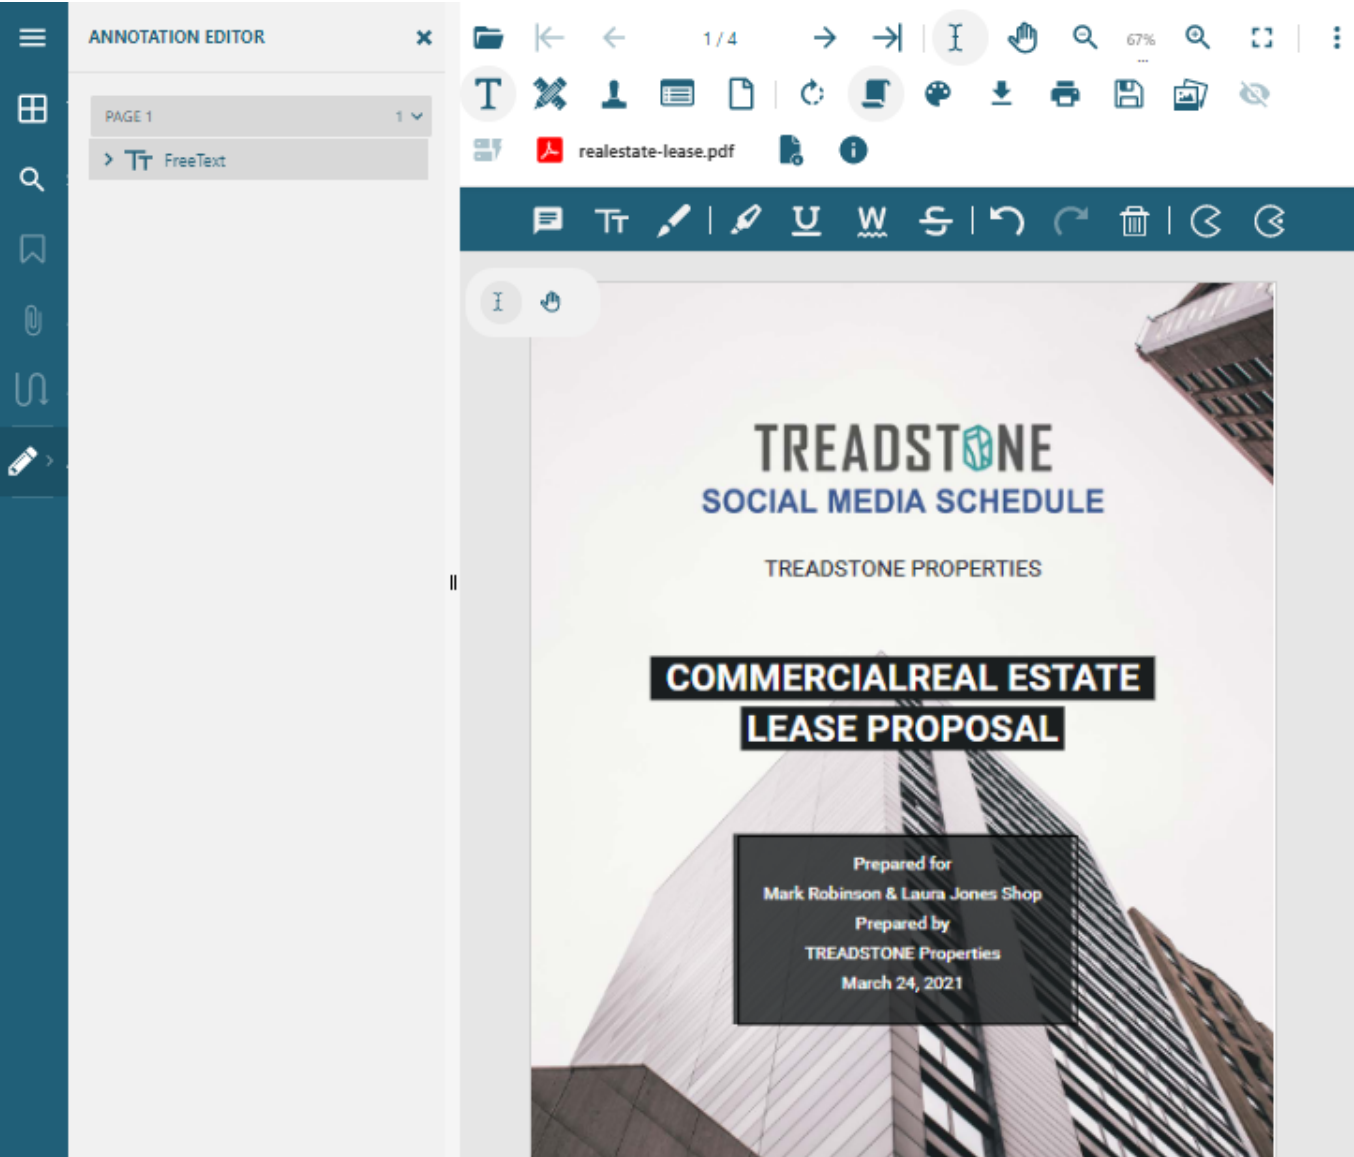 ANNOTATION EDITOR
PAGE 1
1
FreeText
1 / 4
67%
...
realestate-lease.pdf
TREADSTONE
SOCIAL MEDIA SCHEDULE
TREADSTONE PROPERTIES
COMMERCIALREAL ESTATE
LEASE PROPOSAL
Prepared for
Mark Robinson & Laura Jones Shop
Prepared by
TREADSTONE Properties
March 24, 2021